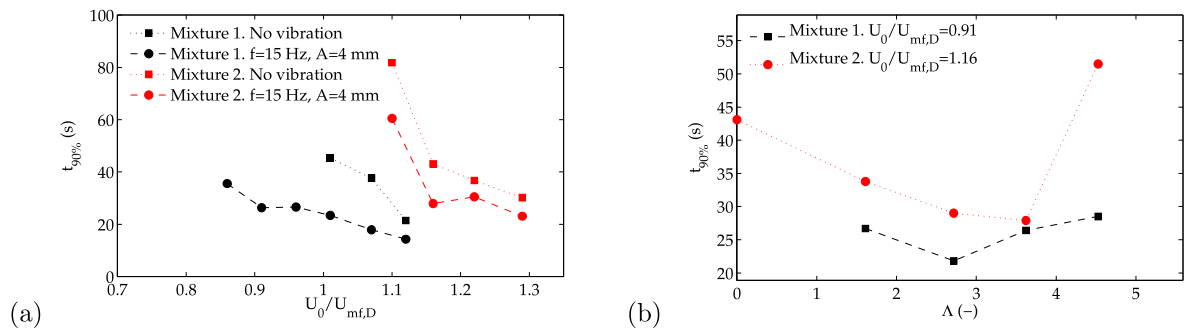 100
80
60
40
20
0
t90% (s)
Mixture 1. No vibration
Mixture 1. f=15 Hz, A=4 mm
Mixture 2. No vibration
Mixture 2. f=15 Hz, A=4 mm
0.7 0.8 0.9 1 1.1 1.2 1.3
U0/Umf,D
(a)
55
50
45
40
35
30
25
20
t90% (s)
Mixture 1. U0/Umf,D=0.91
Mixture 2. U0/Umf,D=1.16
0 1 2 3 4 5
Λ (−)
(b)